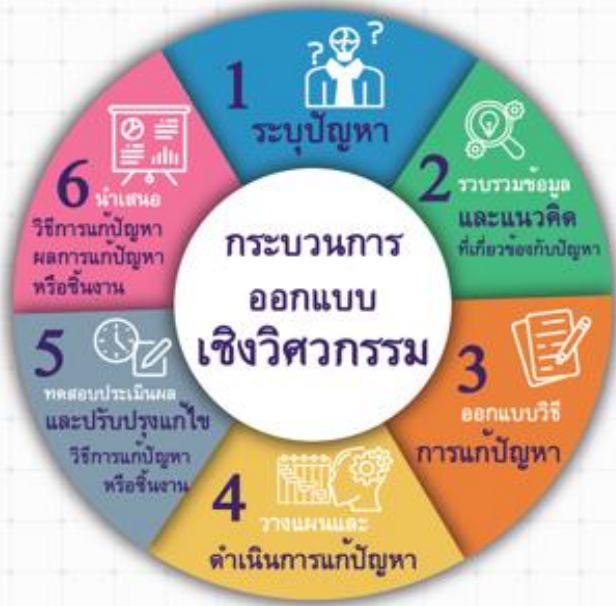 กระบวนการ
ออกแบบ
เชิงวิศวกรรม
1
ระบุปัญหา
2
รวบรวมข้อมูล
และแนวคิด
ที่เกี่ยวข้องกับปัญหา
3
ออกแบบวิธี
การแก้ปัญหา
4
วางแผนและ
ดำเนินการแก้ปัญหา
5
ทดสอบประเมินผล
และปรับปรุงแก้ไข
วิธีการแก้ปัญหา
หรือชิ้นงาน
6
นำเสนอ
วิธีการแก้ปัญหา
ผลการแก้ปัญหา
หรือชิ้นงาน